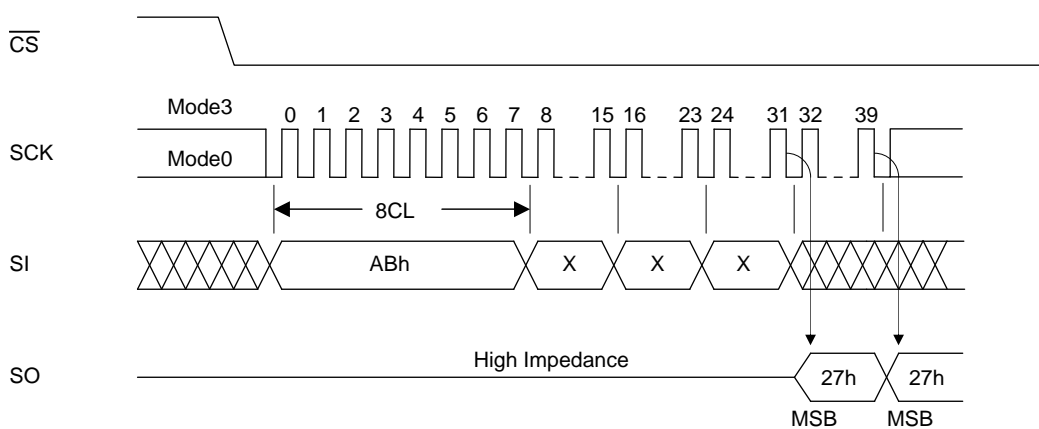 CS
Mode3
0 1 2 3 4 5 6 7 8 15 16 23 24 31 32 39
SCK
Mode0
8CL
SI
ABh X X X
High Impedance
SO
27h 27h
MSB MSB